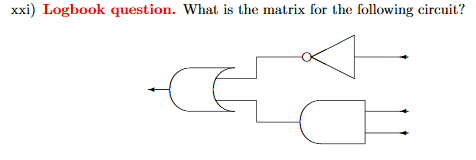 xxi) Logbook question. What is the matrix for the following circuit?